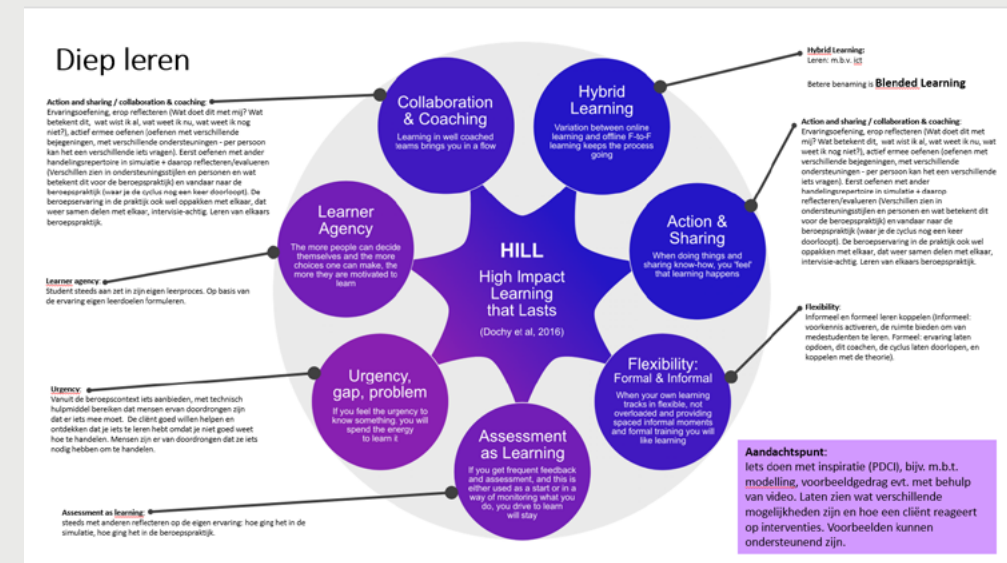 Diep leren
Action and sharing / collaboration & coaching:
Ervaringsoefening, erop reflecteren (Wat doet dit met mij? Wat
betekent dit,  wat wist ik al, wat weet ik nu, wat weet ik nog
niet?), actief ermee oefenen (oefenen met verschillende
bejegeningen, met verschillende ondersteuningen - per persoon
kan het een verschillende iets vragen). Eerst oefenen met ander
handelingsrepertoire in simulatie + daarop reflecteren/evalueren
(Verschillen zien in ondersteuningsstijlen en personen en wat
betekent dit voor de beroepspraktijk) en vandaar naar de
beroepspraktijk (waar je de cyclus nog een keer doorloopt). De
beroepservaring in de praktijk ook wel oppakken met elkaar, dat
weer samen delen met elkaar, intervisie-achtig. Leren van elkaars
beroepspraktijk.
Learner agency:
Student steeds aan zet in zijn eigen leerproces. Op basis van
de ervaring eigen leerdoelen formuleren.
Urgency:
Vanuit de beroepscontext iets aanbieden, met technisch
hulpmiddel bereiken dat mensen ervan doordrongen zijn
dat er iets mee moet.  De cliënt goed willen helpen en
ontdekken dat je iets te leren hebt omdat je niet goed weet
hoe te handelen. Mensen zijn er van doordrongen dat ze iets
nodig hebben om te handelen.
Assessment as learning:
steeds met anderen reflecteren op de eigen ervaring: hoe ging het in de
simulatie, hoe ging het in de beroepspraktijk.
Collaboration
& Coaching
Learning in well coached
teams brings you in a flow
Hybrid
Learning
Variation between online
learning and offline F-to-F
learning keeps the process
going
Learner
Agency
The more people can decide
themselves and the more
choices one can make, the
more they are motivated to
learn
HILL
High Impact
Learning
that Lasts
(Dochy et al, 2016)
Action &
Sharing
When doing things and
sharing know-how, you 'feel'
that learning happens
Urgency,
gap, problem
If you feel the urgency to
know something, you will
spend the energy
to learn it
Flexibility:
Formal & Informal
When your own learning
tracks in flexible, not
overloaded and providing
spaced informal moments
and formal training you will
like learning
Assessment
as Learning
If you get frequent feedback
and assessment, and this is
either used as a start or in a
way of monitoring what you
do, you drive to learn
will stay
Hybrid Learning:
Leren: m.b.v. ict
Betere benaming is Blended Learning
Action and sharing / collaboration & coaching:
Ervaringsoefening, erop reflecteren (Wat doet dit met
mij? Wat betekent dit,  wat wist ik al, wat weet ik nu, wat
weet ik nog niet?), actief ermee oefenen (oefenen met
verschillende bejegeningen, met verschillende
ondersteuningen - per persoon kan het een verschillende
iets vragen). Eerst oefenen met ander
handelingsrepertoire in simulatie + daarop
reflecteren/evalueren (Verschillen zien in
ondersteuningsstijlen en personen en wat betekent dit
voor de beroepspraktijk) en vandaar naar de
beroepspraktijk (waar je de cyclus nog een keer
doorloopt). De beroepservaring in de praktijk ook wel
oppakken met elkaar, dat weer samen delen met elkaar,
intervisie-achtig. Leren van elkaars beroepspraktijk.
Flexibility:
Informeel en formeel leren koppelen (Informeel:
voorkennis activeren, de ruimte bieden om van
medestudenten te leren. Formeel: ervaring laten
opdoen, dit coachen, de cyclus laten doorlopen, en
koppelen met de theorie).
Aandachtspunt:
Iets doen met inspiratie (PDCI), bijv. m.b.t.
modelling, voorbeeldgedrag evt. met behulp
van video. Laten zien wat verschillende
mogelijkheden zijn en hoe een cliënt reageert
op interventies. Voorbeelden kunnen
ondersteunend zijn.